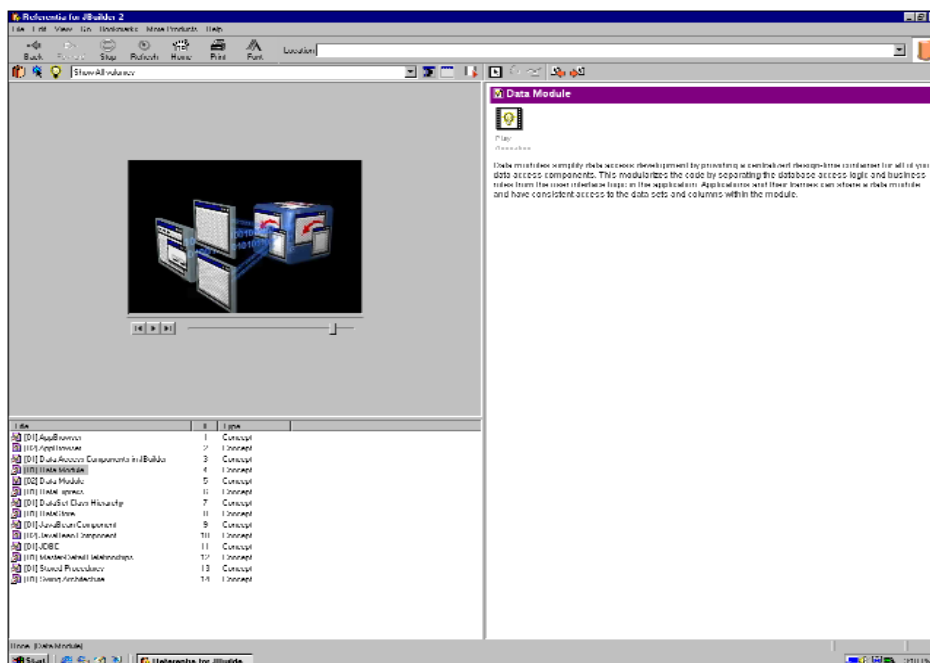 Referentia for JBuilder 2
File Edit View Go Bookmarks More Products Help
Back Forward Stop Refresh Home Print Font Location
Show All volumes
Data Module
Play
Animation
Data modules simplify data access development by providing a centralized design-time container for all of your
data access components. This modularizes the code by separating the database access logic and business
rules from the user interface logic in the application. Applications and their frames can share a data module
and have consistent access to the data sets and columns within the module.
Title # Type
[01] AppBrowser 1 Concept
[02] AppBrowser 2 Concept
[01] Data Access Components in JBuilder 3 Concept
[01] Data Module 4 Concept
[02] Data Module 5 Concept
[01] DataExpress 6 Concept
[01] DataSet Class Hierarchy 7 Concept
[01] DataStore 8 Concept
[01] JavaBean Component 9 Concept
[02] JavaBean Component 10 Concept
[01] JDBC 11 Concept
[01] Master-Detail Relationships 12 Concept
[01] Stored Procedures 13 Concept
[01] Swing Architecture 14 Concept
Done [Data Module]
Start Referentia for JBuilde...